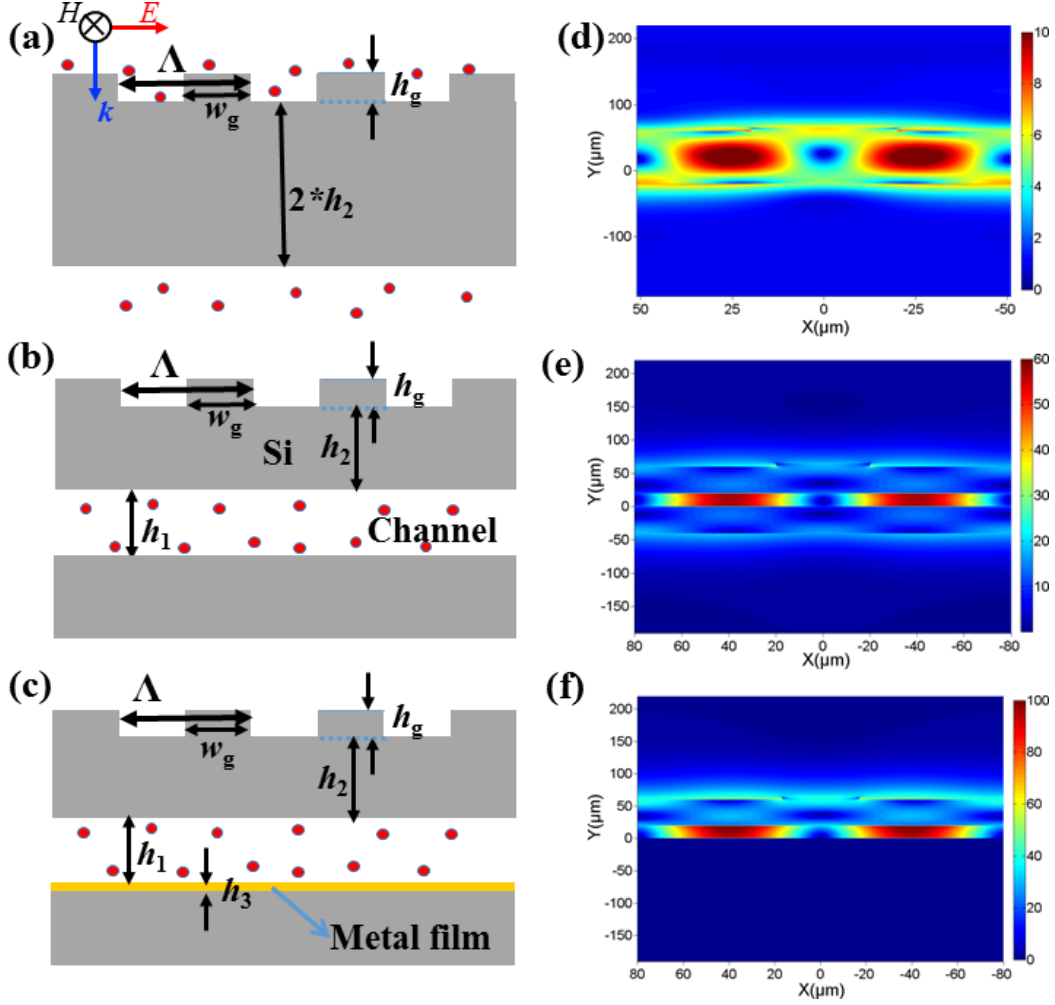 (a)
H
E
k
Λ
w_g
h_g
2*h_2
(d)
Y(μm)
200
100
0
-100
50
25
0
-25
-50
X(μm)
10
8
6
4
2
0
(b)
Λ
w_g
h_g
Si
h_2
h_1
Channel
(e)
Y(μm)
200
150
100
50
0
-50
-100
-150
80
60
40
20
0
-20
-40
-60
-80
X(μm)
60
50
40
30
20
10
(c)
Λ
w_g
h_g
h_2
h_1
h_3
Metal film
(f)
Y(μm)
200
150
100
50
0
-50
-100
-150
80
60
40
20
0
-20
-40
-60
-80
X(μm)
100
80
60
40
20
0